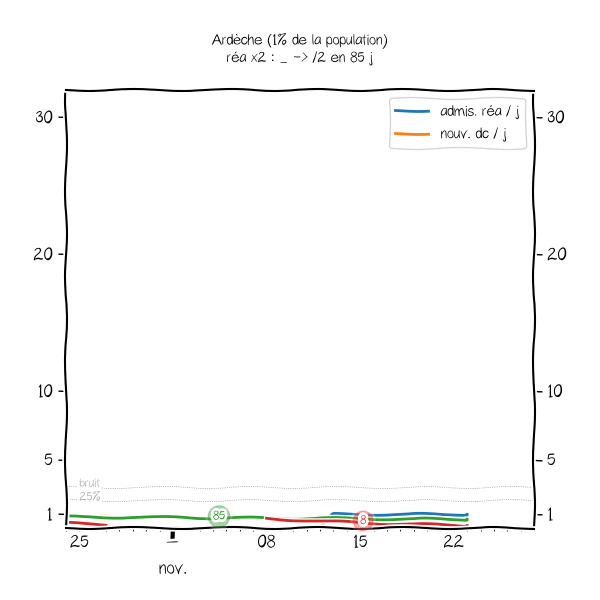 Ardèche (1% de la population)
réa x2 : _ -> /2 en 85 j
admis. réa / j
nouv. dc / j
30 30
20 20
10 10
5 5
bruit
25%
1 85 8 1
25 1 08 15 22
nov.